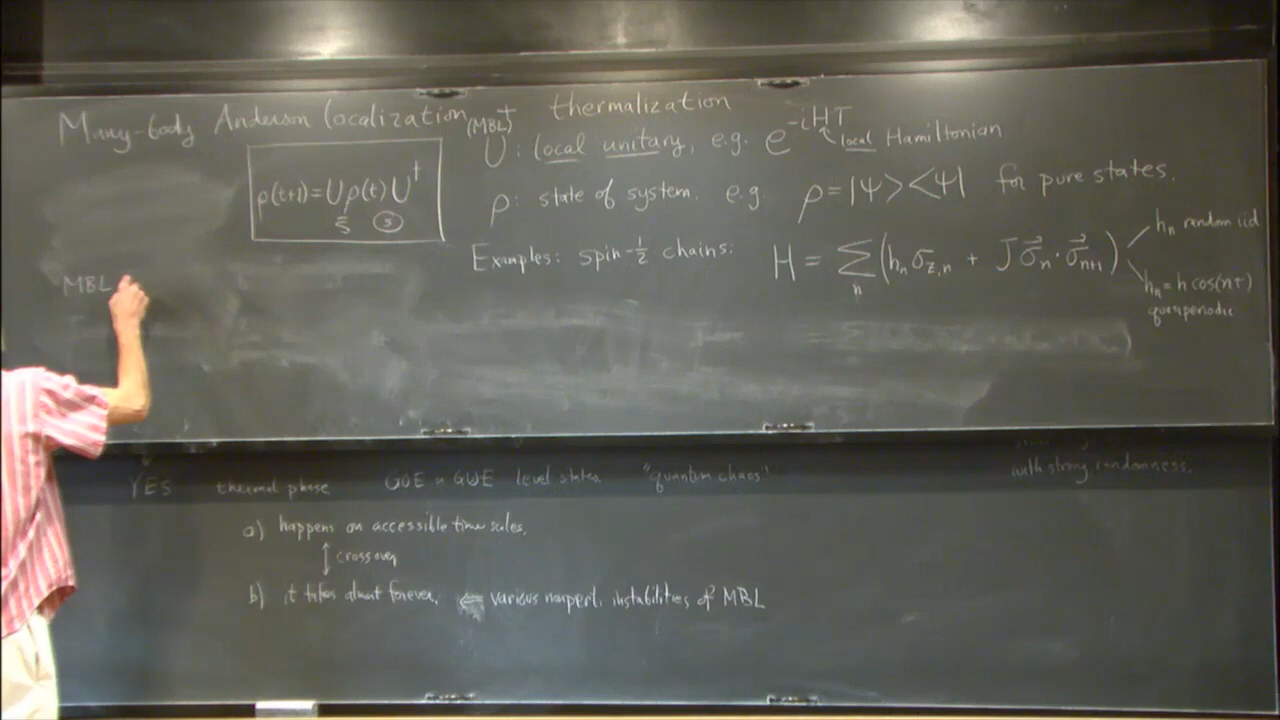 Many-body Anderson localization (MBL) + thermalization
U: local unitary, e.g. e^{-iHT}
local Hamiltonian
ρ(t+1) = Uρ(t)U†
ρ: state of system. e.g. ρ = |Ψ><Ψ| for pure states.
Examples: spin-1/2 chains: H = Σ_n (h_n σ_{z,n} + J σ⃗_n · σ⃗_{n+1})
h_n random iid
h_n = h cos(nτ)
quasiperiodic
MBL
with strong randomness.
YES thermal phase GOE GUE level states "quantum chaos"
a) happens on accessible time scales.
↕ crossover
b) it takes almost forever. ⇐ various nonpert. instabilities of MBL